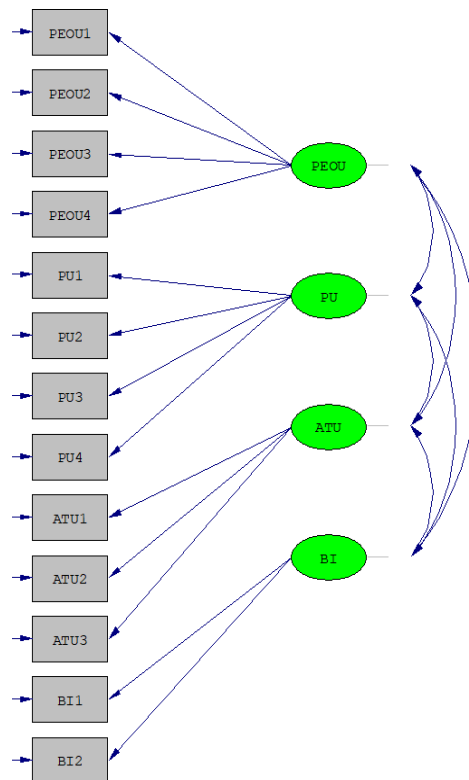 PEOU1
PEOU2
PEOU3
PEOU4
PU1
PU2
PU3
PU4
ATU1
ATU2
ATU3
BI1
BI2
PEOU
PU
ATU
BI